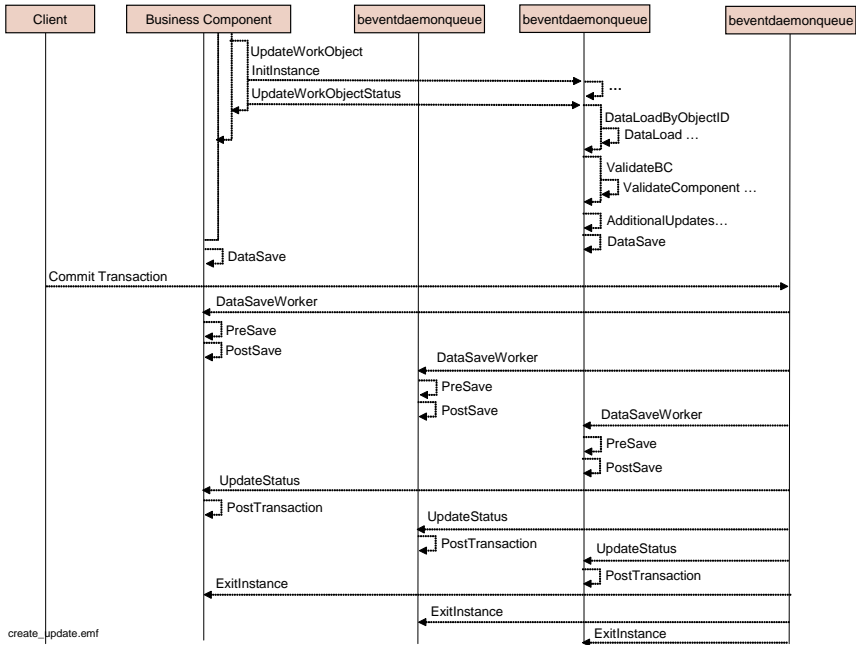 Client
Business Component
beventdaemonqueue
beventdaemonqueue
beventdaemonqueue
UpdateWorkObject
InitInstance
...
UpdateWorkObjectStatus
DataLoadByObjectID
DataLoad ...
ValidateBC
ValidateComponent ...
AdditionalUpdates...
DataSave
DataSave
Commit Transaction
DataSaveWorker
PreSave
PostSave
DataSaveWorker
PreSave
PostSave
DataSaveWorker
PreSave
PostSave
UpdateStatus
PostTransaction
UpdateStatus
PostTransaction
UpdateStatus
PostTransaction
ExitInstance
ExitInstance
create_update.emf
ExitInstance